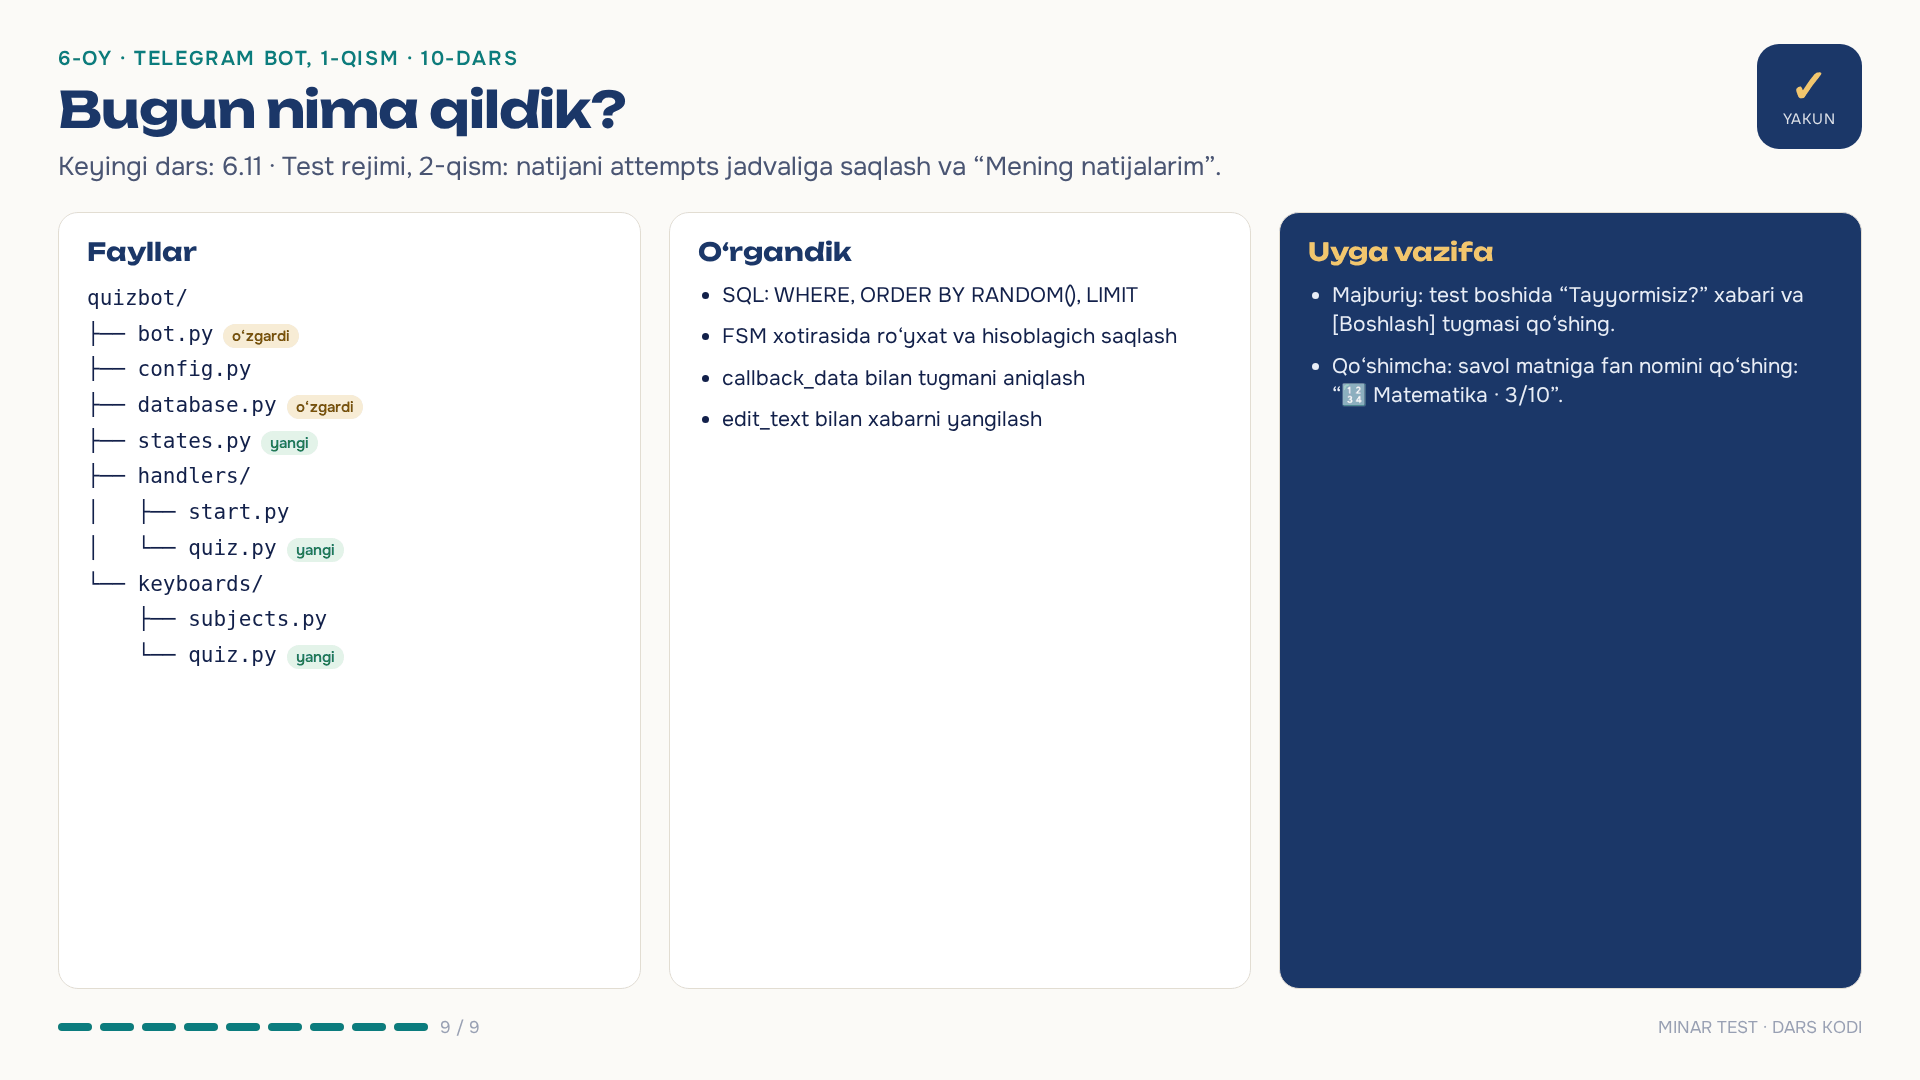 6-OY · TELEGRAM BOT, 1-QISM · 10-DARS
Bugun nima qildik?
Keyingi dars: 6.11 · Test rejimi, 2-qism: natijani attempts jadvaliga saqlash va “Mening natijalarim”.
✓
YAKUN
Fayllar
quizbot/
├── bot.py o‘zgardi
├── config.py
├── database.py o‘zgardi
├── states.py yangi
├── handlers/
│   ├── start.py
│   └── quiz.py yangi
└── keyboards/
    ├── subjects.py
    └── quiz.py yangi
O‘rgandik
• SQL: WHERE, ORDER BY RANDOM(), LIMIT
• FSM xotirasida ro‘yxat va hisoblagich saqlash
• callback_data bilan tugmani aniqlash
• edit_text bilan xabarni yangilash
Uyga vazifa
• Majburiy: test boshida “Tayyormisiz?” xabari va
[Boshlash] tugmasi qo‘shing.
• Qo‘shimcha: savol matniga fan nomini qo‘shing:
“🔢 Matematika · 3/10”.
9 / 9
MINAR TEST · DARS KODI